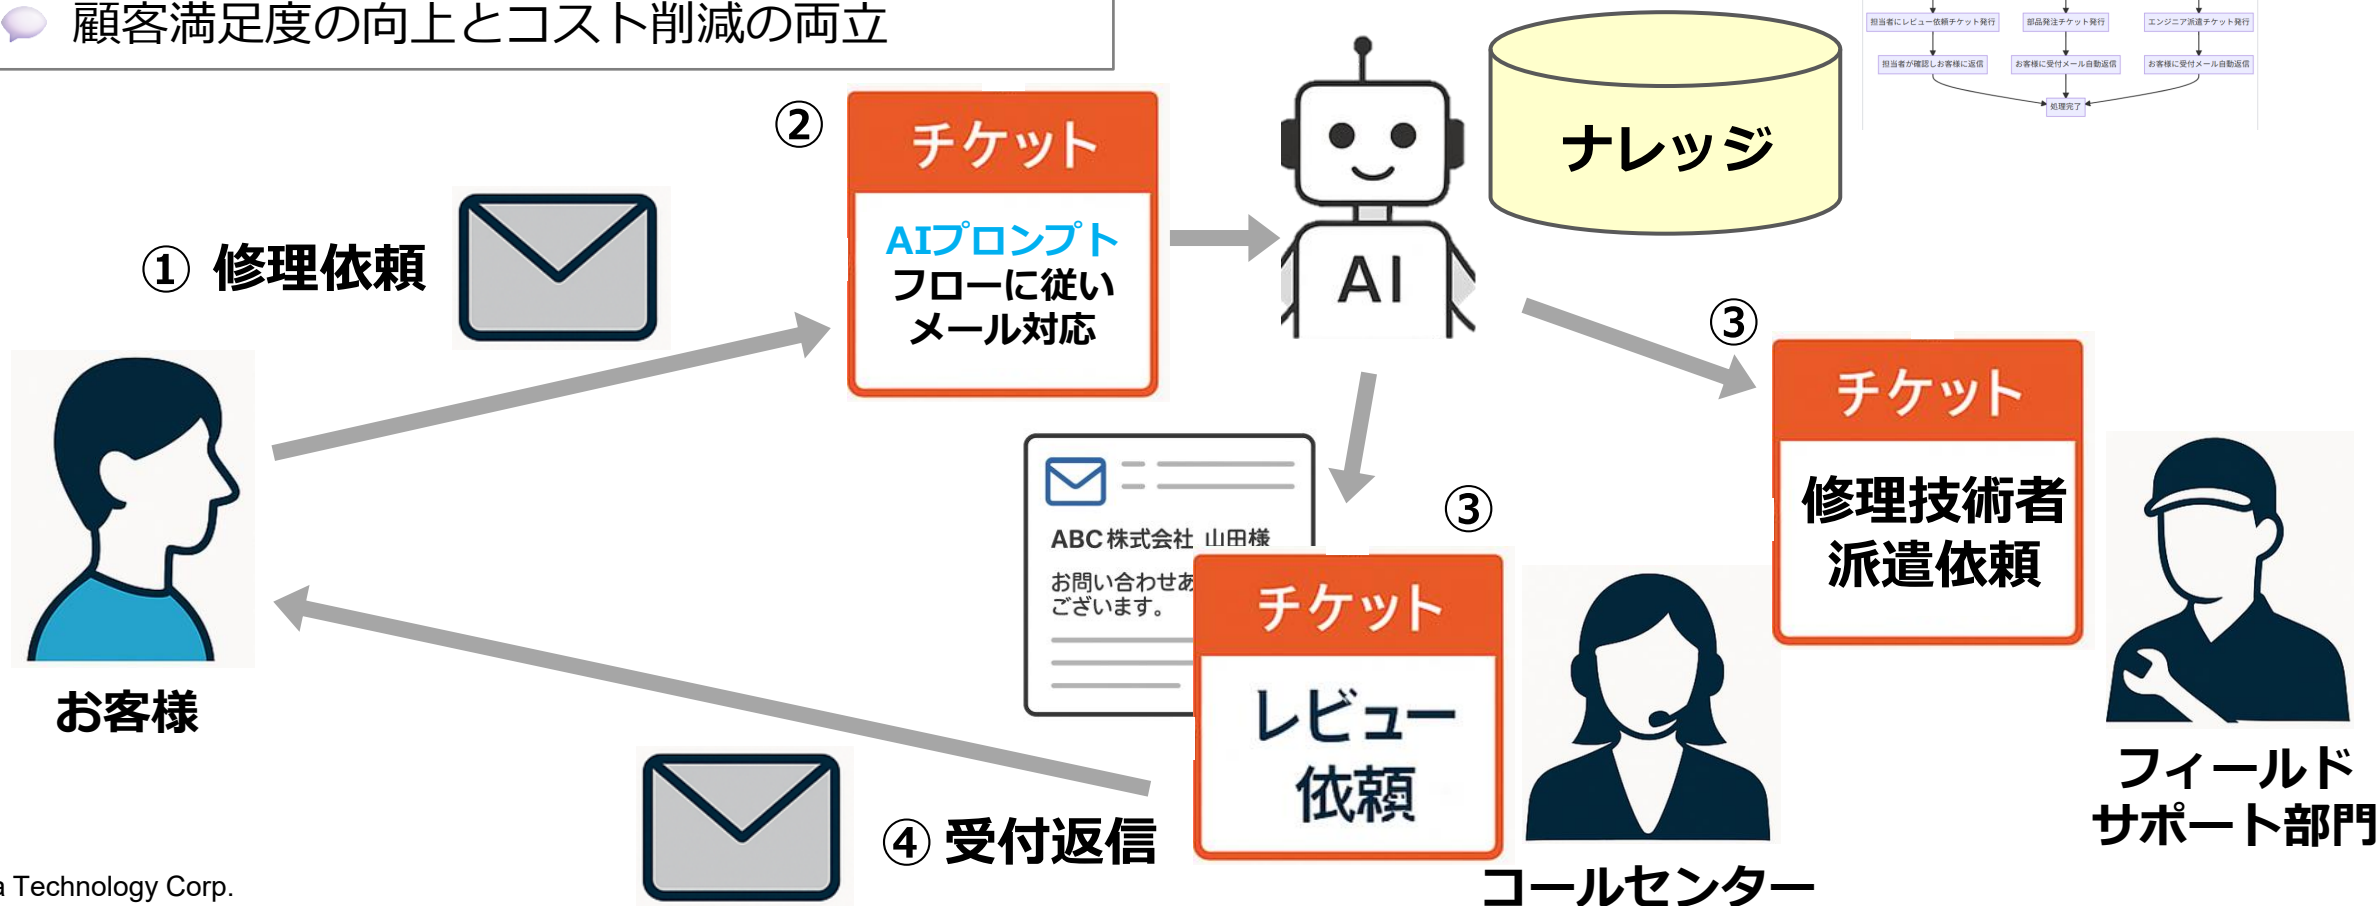 顧客満足度の向上とコスト削減の両立
担当者にレビュー依頼チケット発行
部品発注チケット発行
エンジニア派遣チケット発行
担当者が確認しお客様に返信
お客様に受付メール自動返信
お客様に受付メール自動返信
処理完了
②
チケット
AIプロンプト
フローに従い
メール対応
AI
ナレッジ
① 修理依頼
③
チケット
修理技術者
派遣依頼
ABC株式会社 山田様
お問い合わせあ
ございます。
③
チケット
レビュー
依頼
お客様
フィールド
サポート部門
④ 受付返信
コールセンター
a Technology Corp.